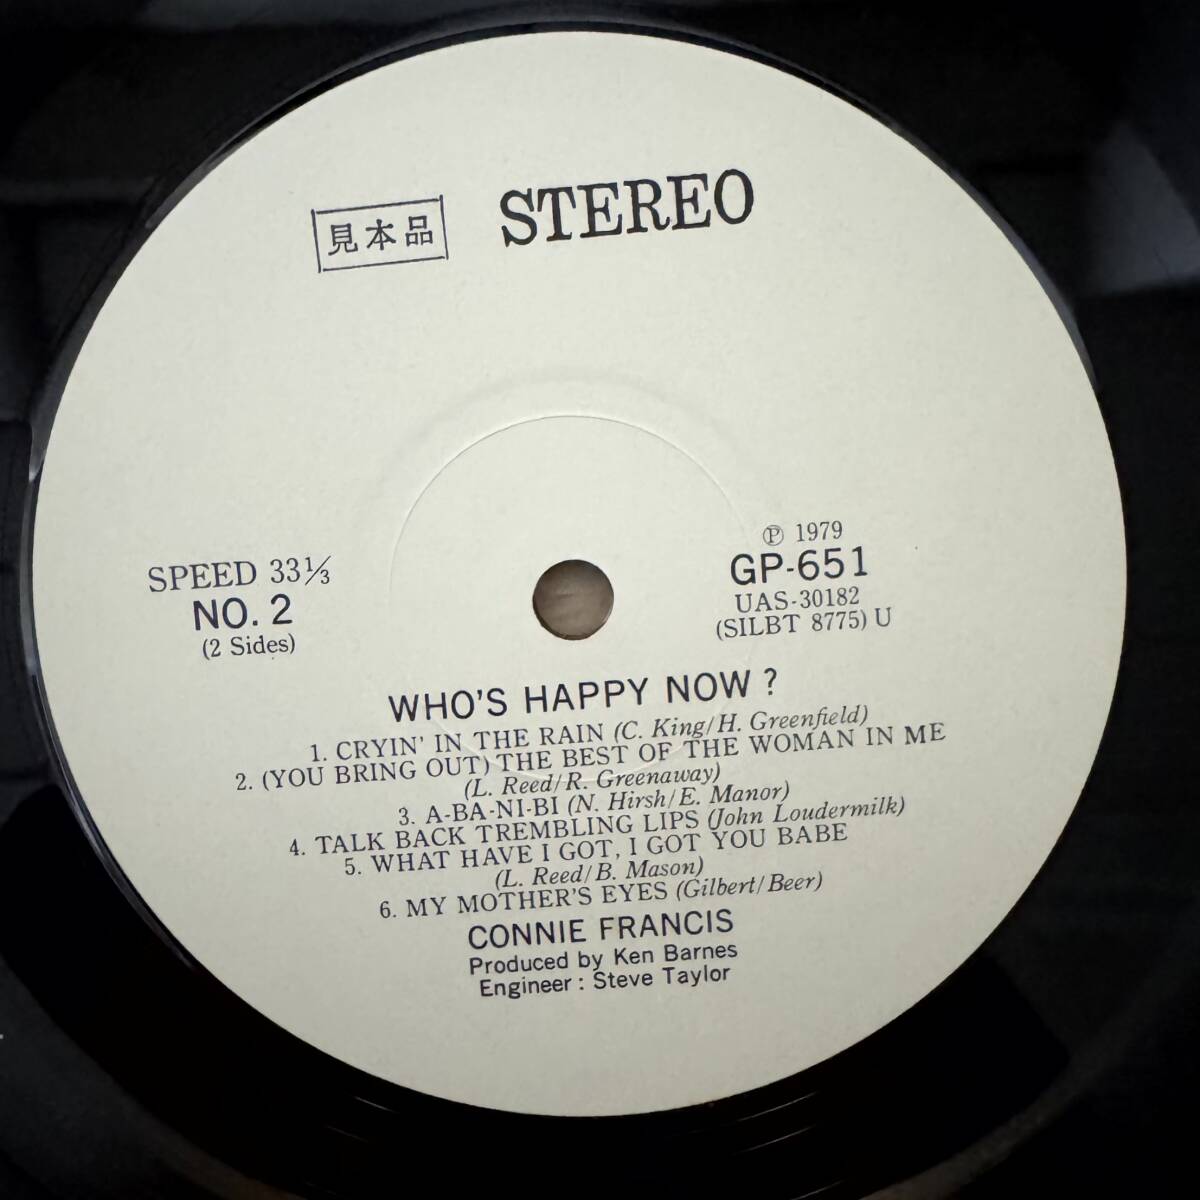 見本品 STEREO
SPEED 33⅓
NO. 2
(2 Sides)
Ⓟ 1979
GP-651
UAS-30182
(SILBT 8775) U
WHO'S HAPPY NOW ?
1. CRYIN' IN THE RAIN (C. King/H. Greenfield)
2. (YOU BRING OUT) THE BEST OF THE WOMAN IN ME
(L. Reed/R. Greenaway)
3. A-BA-NI-BI (N. Hirsh/E. Manor)
4. TALK BACK TREMBLING LIPS (John Loudermilk)
5. WHAT HAVE I GOT, I GOT YOU BABE
(L. Reed/B. Mason)
6. MY MOTHER'S EYES (Gilbert/Beer)
CONNIE FRANCIS
Produced by Ken Barnes
Engineer : Steve Taylor